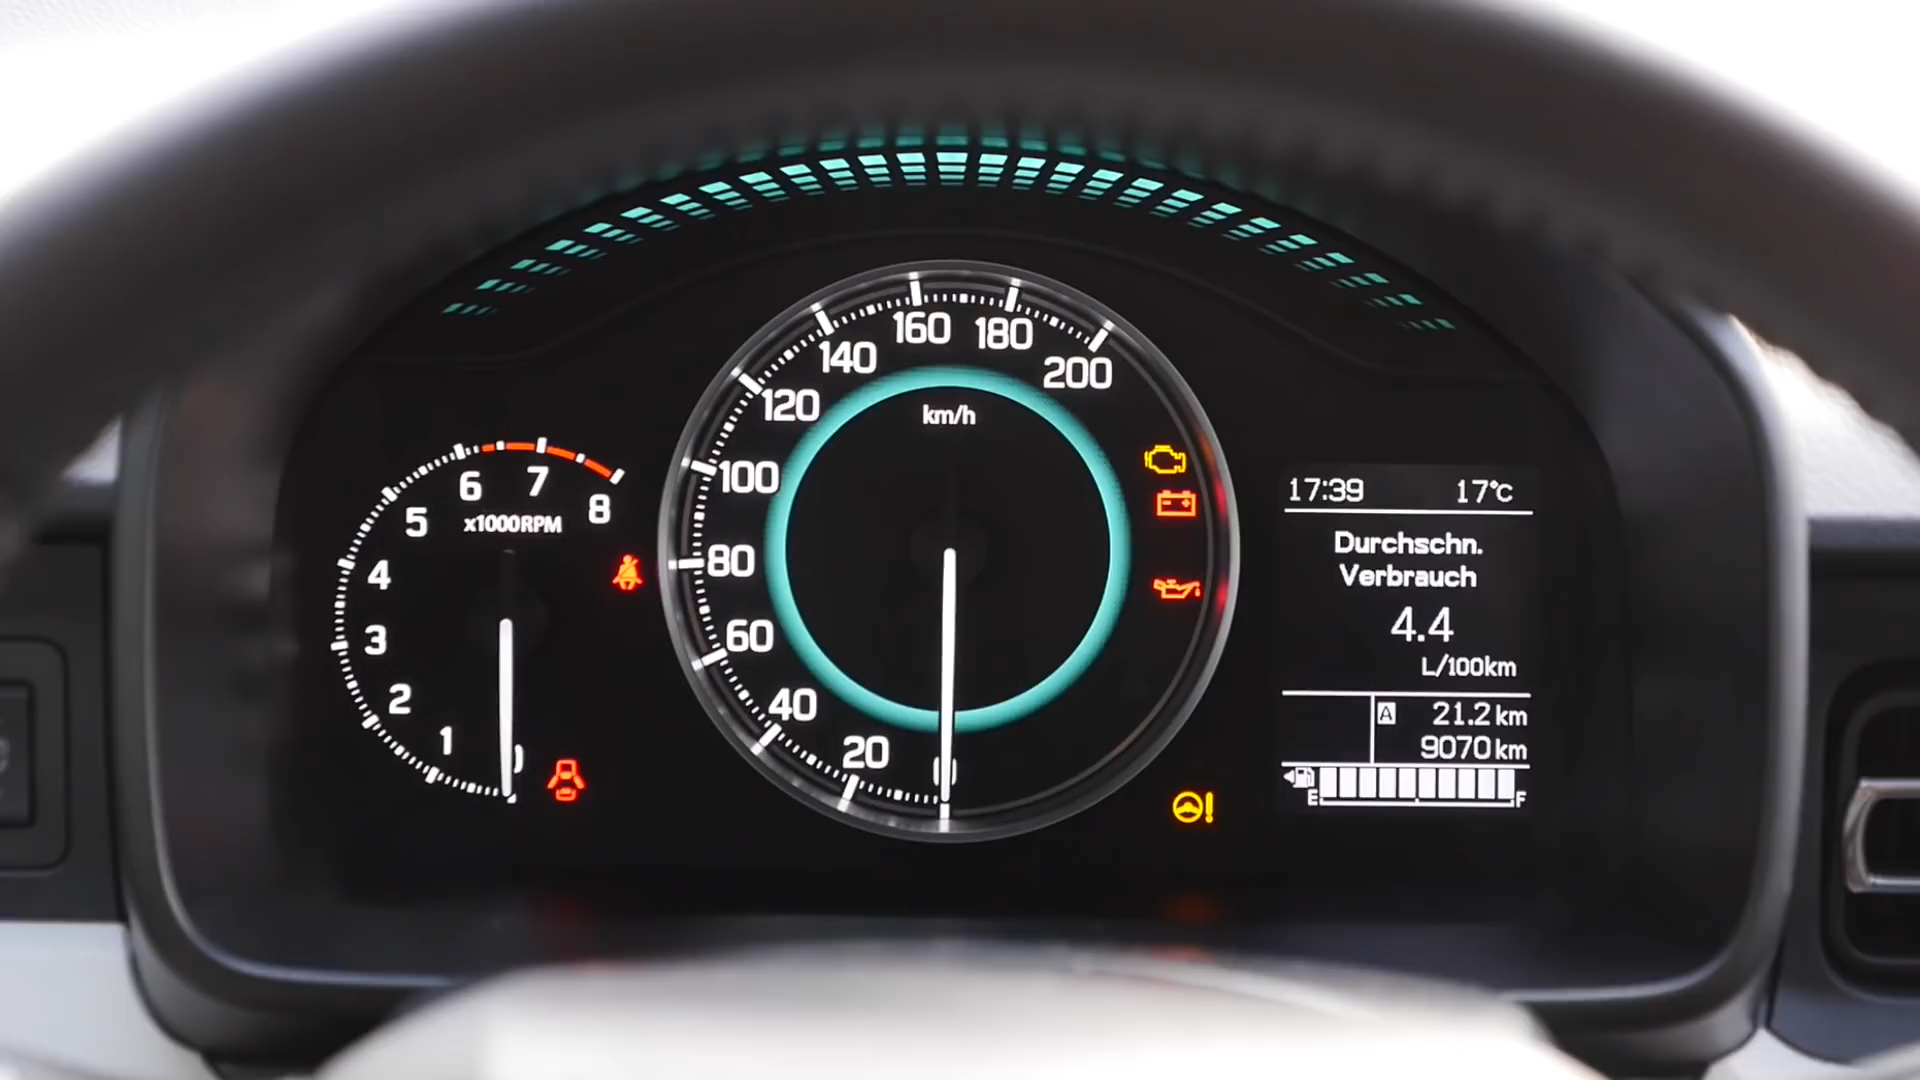 8
7
6
5
4
3
2
1
x1000RPM
200
180
160
140
120
100
80
60
40
20
0
km/h
17:39 17°C
Durchschn.
Verbrauch
4.4
L/100km
A 21.2 km
9070 km
E F